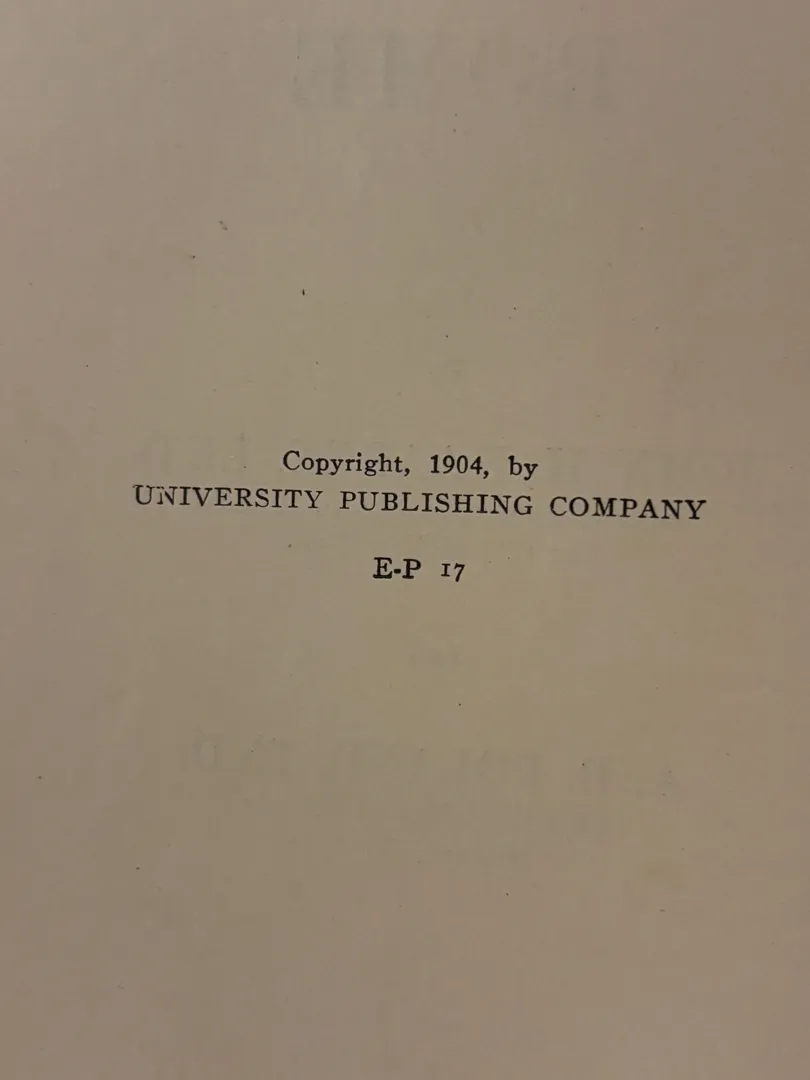 Copyright, 1904, by
UNIVERSITY PUBLISHING COMPANY
E-P 17